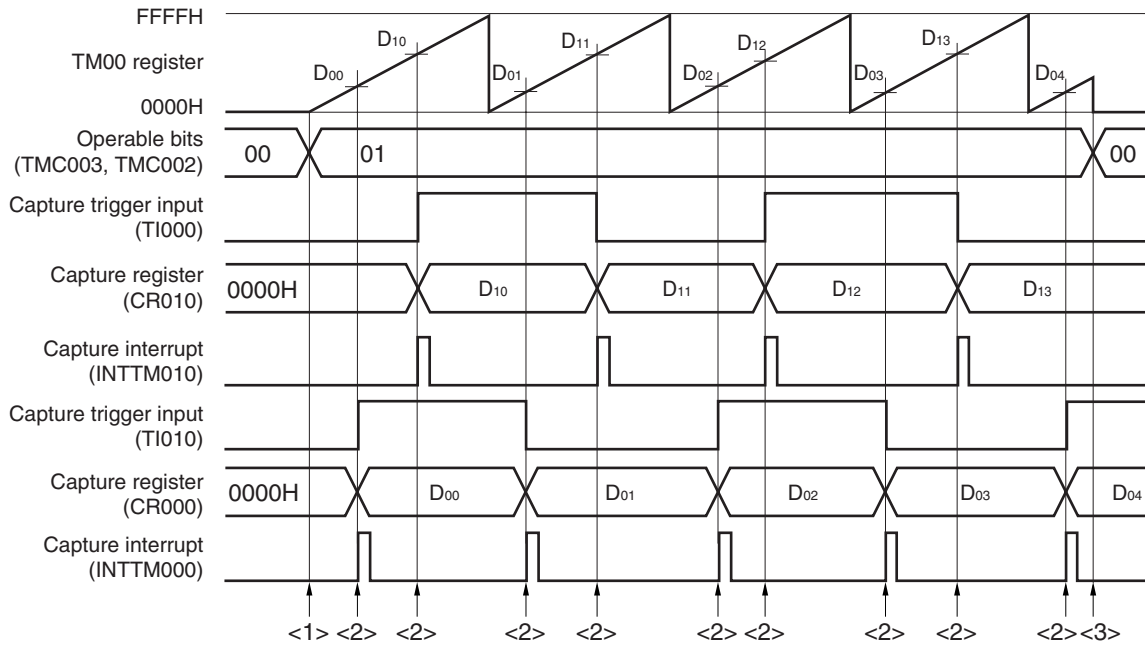 FFFFH
TM00 register
0000H
D00
D10
D01
D11
D02
D12
D03
D13
D04
Operable bits
(TMC003, TMC002)
00
01
00
Capture trigger input
(TI000)
Capture register
(CR010)
0000H
D10
D11
D12
D13
Capture interrupt
(INTTM010)
Capture trigger input
(TI010)
Capture register
(CR000)
0000H
D00
D01
D02
D03
D04
Capture interrupt
(INTTM000)
<1> <2> <2> <2> <2> <2> <2> <2> <2> <2> <3>